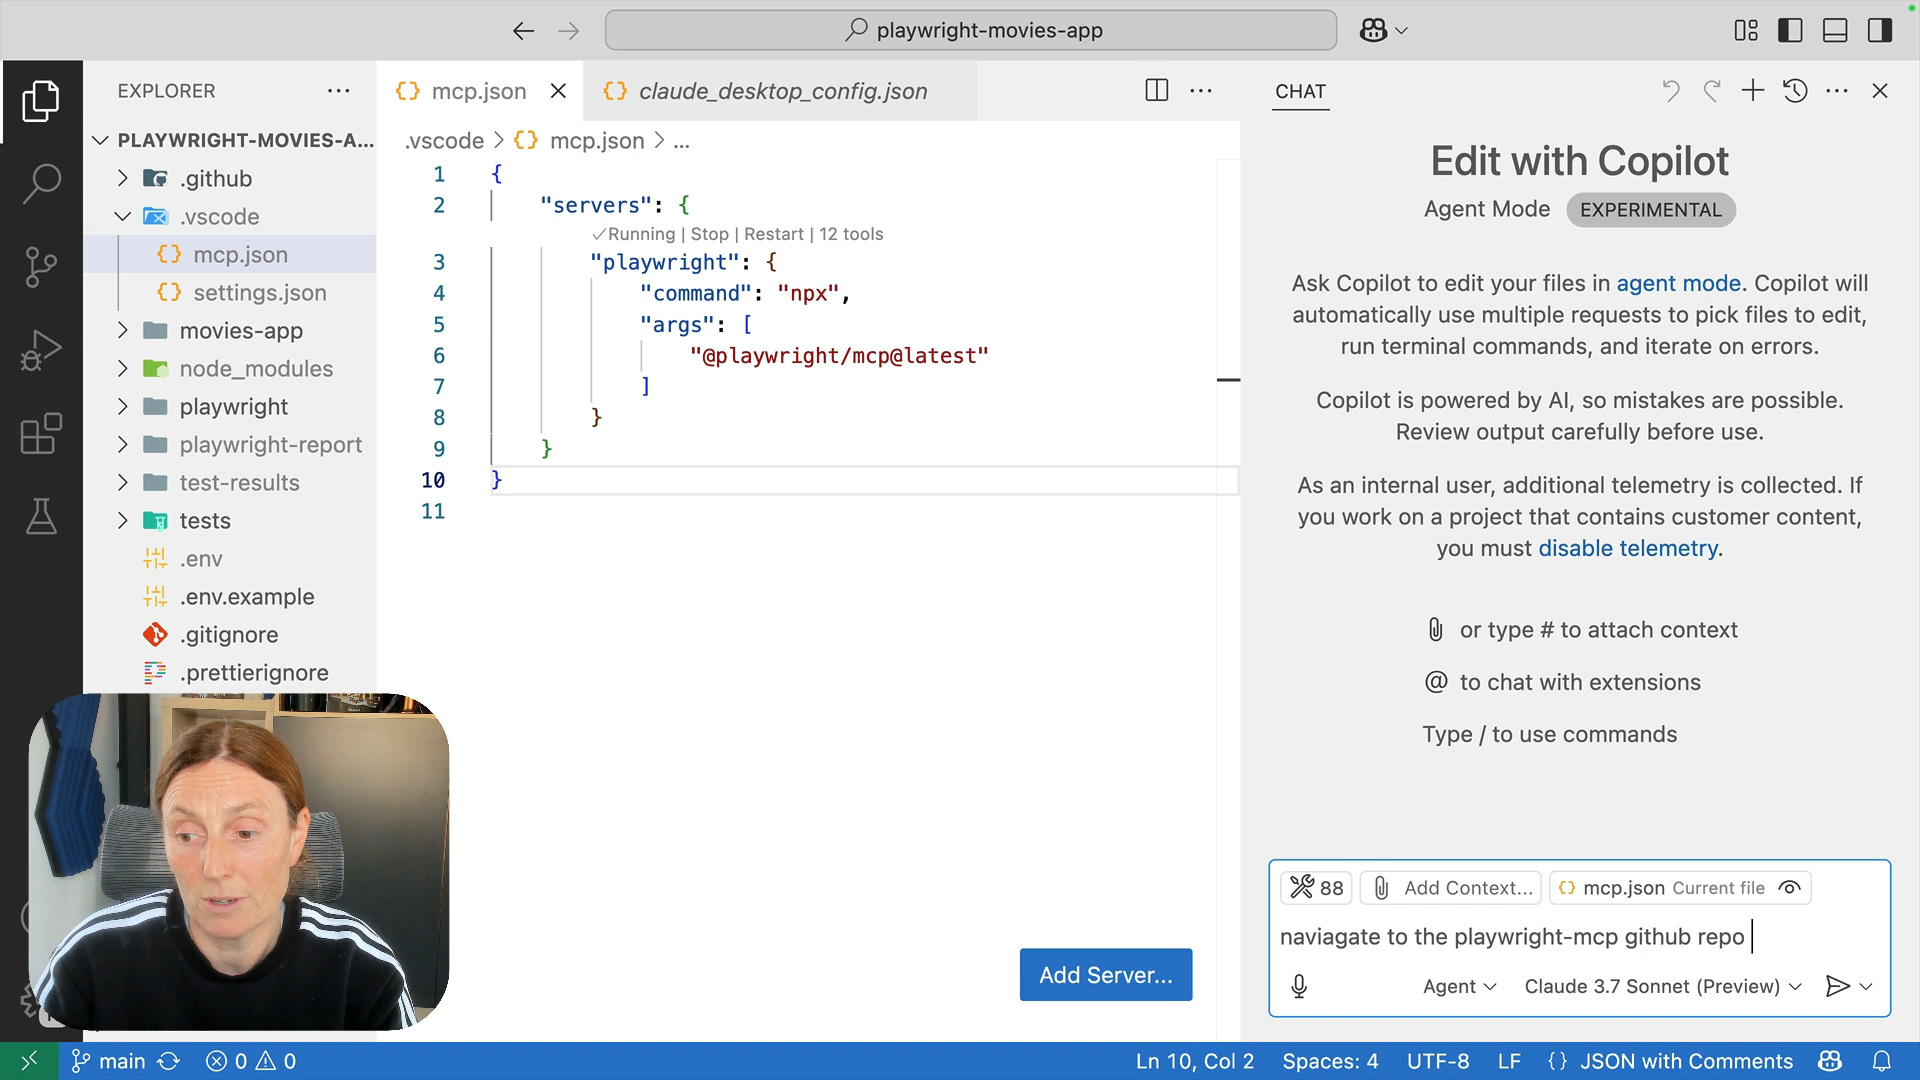 playwright-movies-app
EXPLORER
PLAYWRIGHT-MOVIES-A...
.github
.vscode
mcp.json
settings.json
movies-app
node_modules
playwright
playwright-report
test-results
tests
.env
.env.example
.gitignore
.prettierignore
mcp.json
claude_desktop_config.json
.vscode > {} mcp.json > ...
1 {
2 "servers": {
✓Running | Stop | Restart | 12 tools
3 "playwright": {
4 "command": "npx",
5 "args": [
6 "@playwright/mcp@latest"
7 ]
8 }
9 }
10 }
11
Add Server...
CHAT
Edit with Copilot
Agent Mode EXPERIMENTAL
Ask Copilot to edit your files in agent mode. Copilot will
automatically use multiple requests to pick files to edit,
run terminal commands, and iterate on errors.
Copilot is powered by AI, so mistakes are possible.
Review output carefully before use.
As an internal user, additional telemetry is collected. If
you work on a project that contains customer content,
you must disable telemetry.
or type # to attach context
@ to chat with extensions
Type / to use commands
88 Add Context... {} mcp.json Current file
naviagate to the playwright-mcp github repo
Agent Claude 3.7 Sonnet (Preview)
main 0 0 Ln 10, Col 2 Spaces: 4 UTF-8 LF {} JSON with Comments